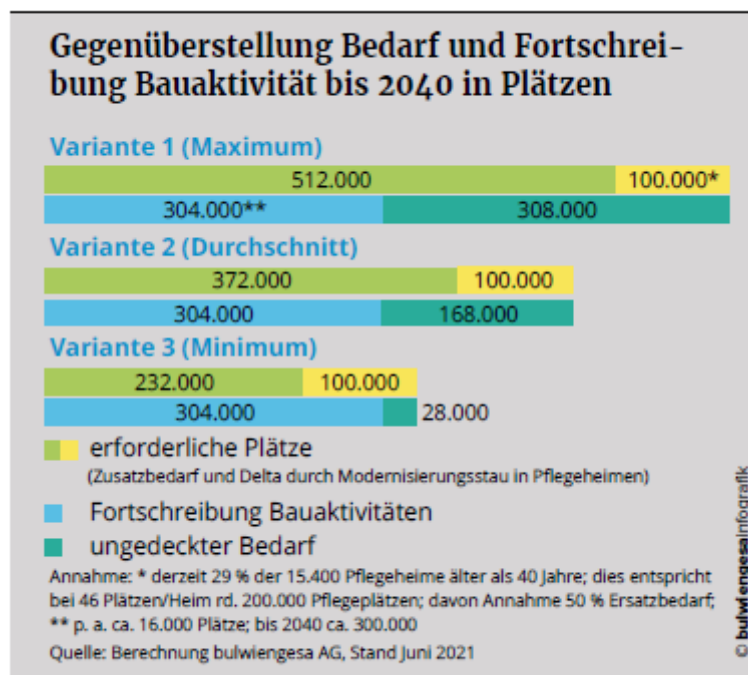 Gegenüberstellung Bedarf und Fortschrei-
bung Bauaktivität bis 2040 in Plätzen
Variante 1 (Maximum)
512.000 100.000*
304.000** 308.000
Variante 2 (Durchschnitt)
372.000 100.000
304.000 168.000
Variante 3 (Minimum)
232.000 100.000
304.000 28.000
erforderliche Plätze
(Zusatzbedarf und Delta durch Modernisierungsstau in Pflegeheimen)
Fortschreibung Bauaktivitäten
ungedeckter Bedarf
Annahme: * derzeit 29 % der 15.400 Pflegeheime älter als 40 Jahre; dies entspricht
bei 46 Plätzen/Heim rd. 200.000 Pflegeplätzen; davon Annahme 50 % Ersatzbedarf;
** p. a. ca. 16.000 Plätze; bis 2040 ca. 300.000
Quelle: Berechnung bulwiengesa AG, Stand Juni 2021
© bulwiengesainfografik